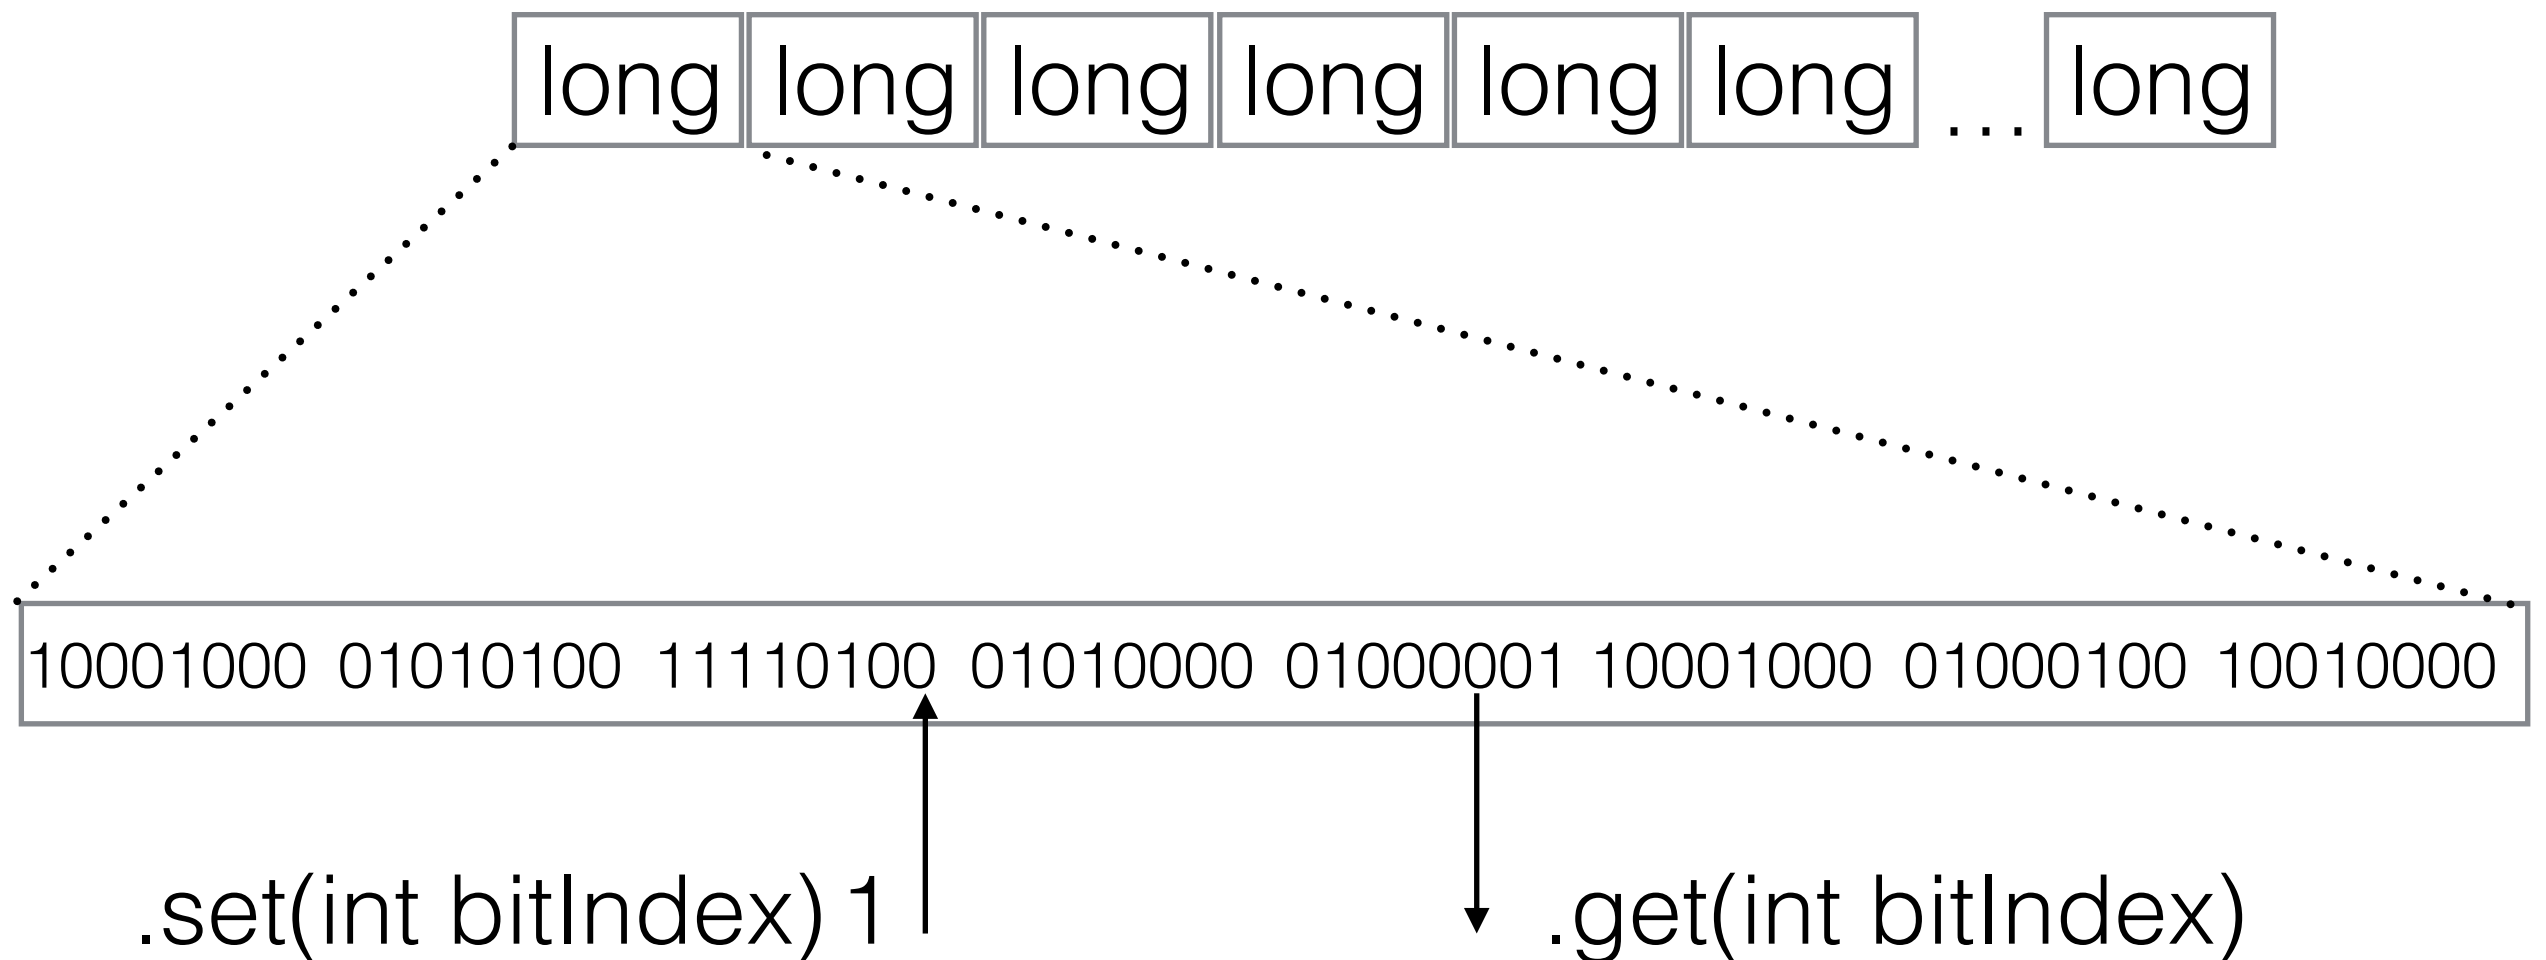 long long long long long long ... long
10001000 01010100 11110100 01010000 01000001 10001000 01000100 10010000
.set(int bitIndex) 1 .get(int bitIndex)